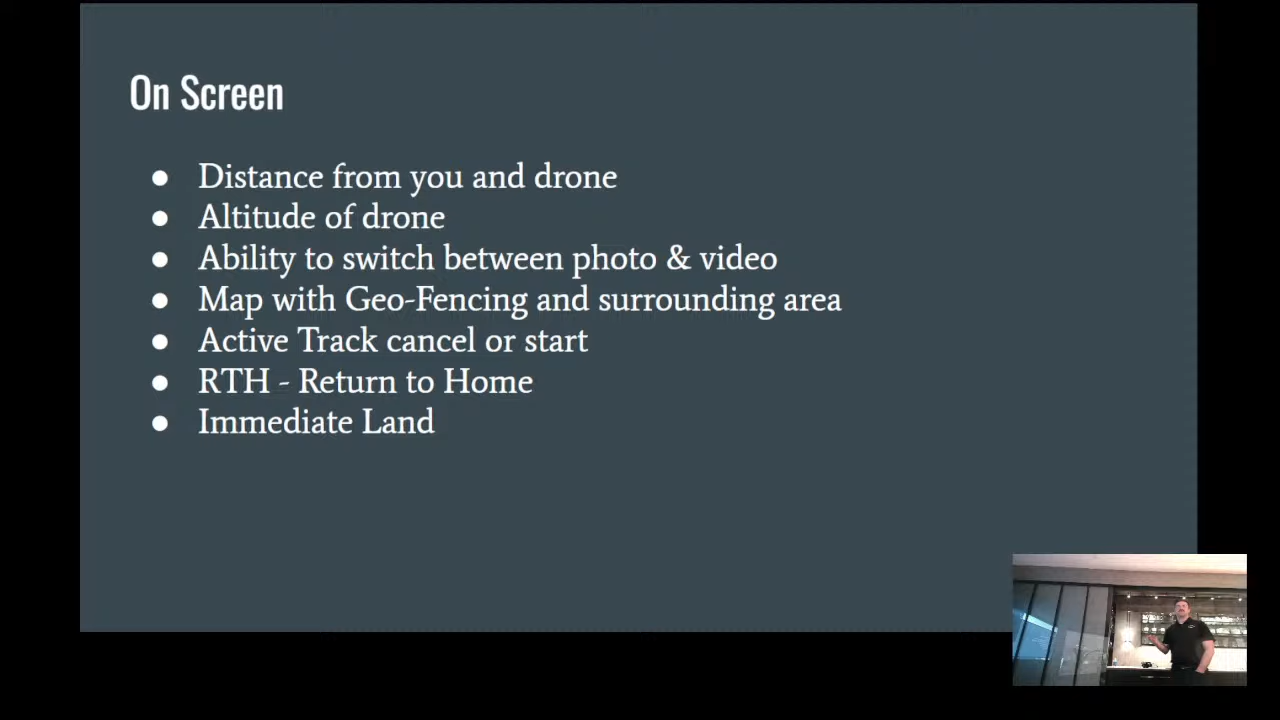 On Screen
● Distance from you and drone
● Altitude of drone
● Ability to switch between photo & video
● Map with Geo-Fencing and surrounding area
● Active Track cancel or start
● RTH - Return to Home
● Immediate Land